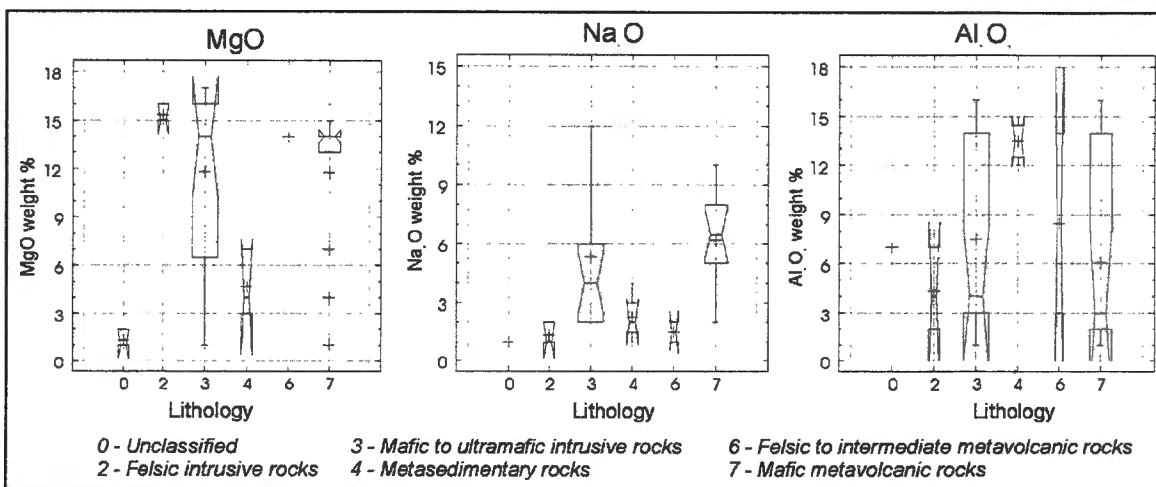 MgO
Na O
Al O
MgO weight %
18
15
12
9
6
3
0
0 2 3 4 6 7
Lithology
Na O weight %
15
12
9
6
3
0
0 2 3 4 6 7
Lithology
Al O weight %
18
15
12
9
6
3
0
0 2 3 4 6 7
Lithology
0 - Unclassified
3 - Mafic to ultramafic intrusive rocks
6 - Felsic to intermediate metavolcanic rocks
2 - Felsic intrusive rocks
4 - Metasedimentary rocks
7 - Mafic metavolcanic rocks